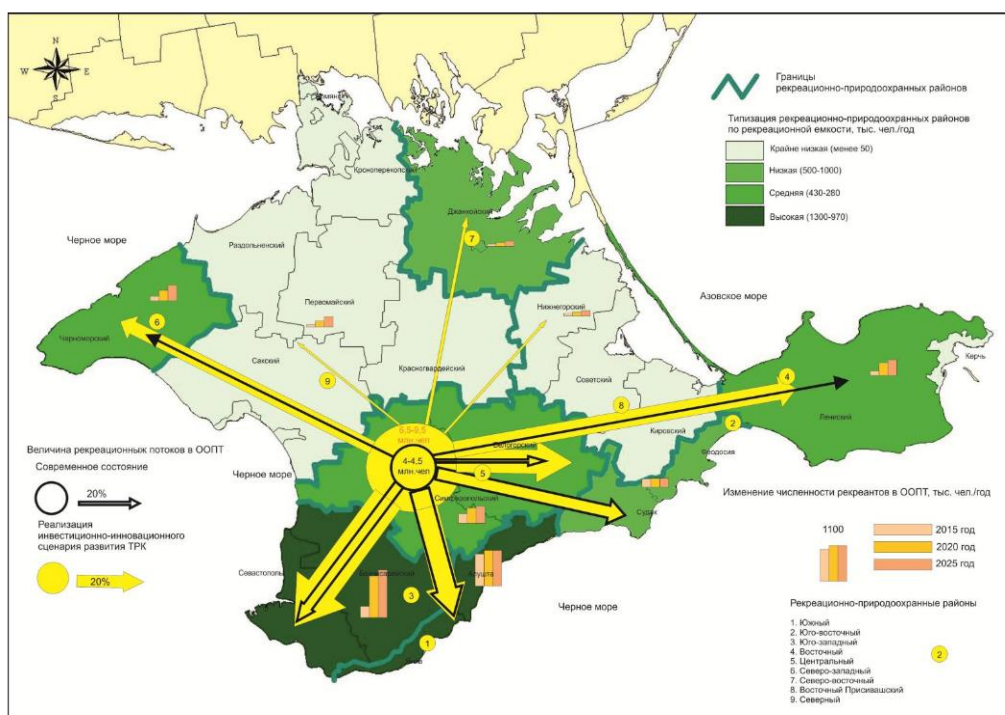 N
W
E
S
Границы
рекреационно-природоохранных районов
Типизация рекреационно-природоохранных районов
по рекреационной емкости, тыс. чел./год
Крайне низкая (менее 50)
Низкая (500-1000)
Средняя (430-280
Высокая (1300-970)
Джанкойский
7
Черное море
Раздольненский
Азовское море
Первомайский
Нижнегорский
6
Черноморский
Сакский
Красногвардейский
Советский
Керчь
9
4
8
Ленинский
Кировский
2
Феодосия
Величина рекреационных потоков в ООПТ
Современное состояние
20%
Реализация
инвестиционно-инновационного
сценария развития ТРК
20%
Черное море
млн.чел
4-4,5
млн.чел
5
Симферопольский
Судак
Севастополь
Алушта
3
1
Черное море
Изменение численности рекреантов в ООПТ, тыс. чел./год
1100
2015 год
2020 год
2025 год
Рекреационно-природоохранные районы
1. Южный
2. Юго-восточный
3. Юго-западный
4. Восточный
5. Центральный
6. Северо-западный
7. Северо-восточный
8. Восточный Присивашский
9. Северный
2